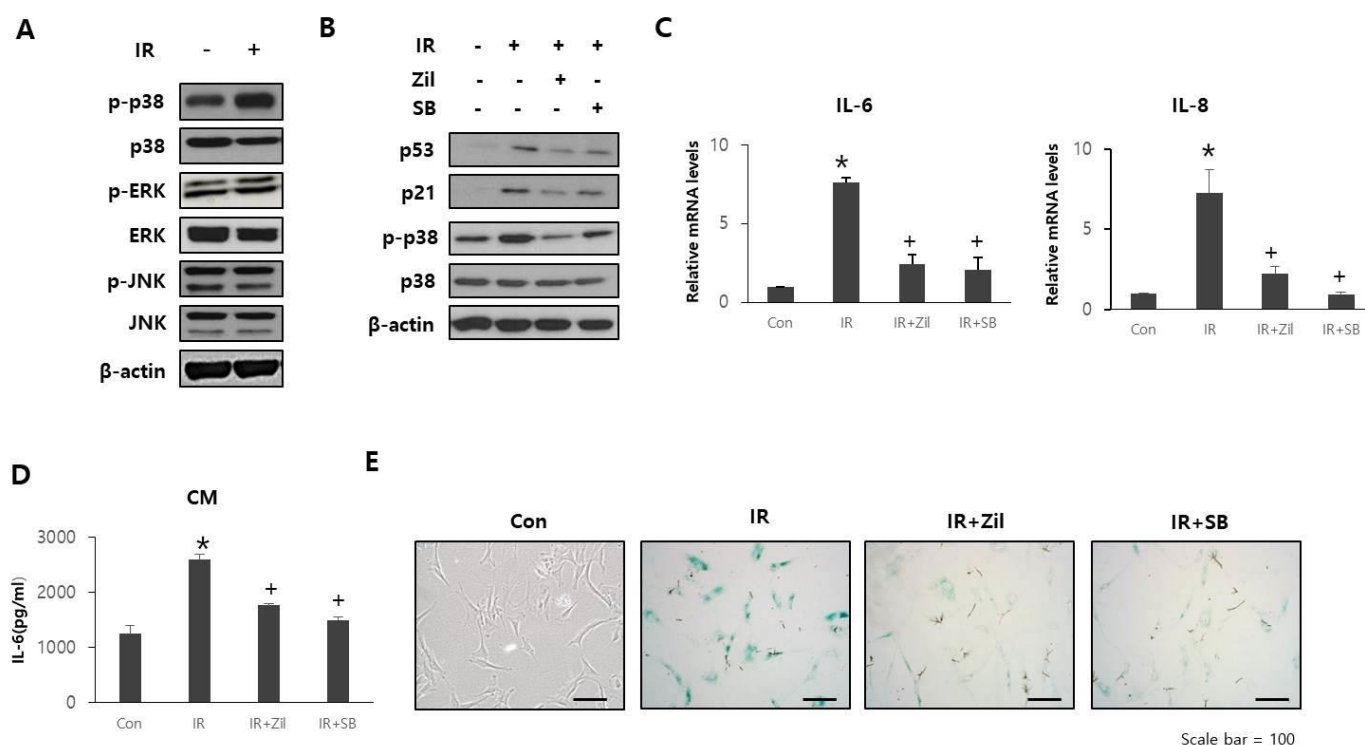 A
IR - +
p-p38
p38
p-ERK
ERK
p-JNK
JNK
β-actin
B
IR - + + +
Zil - - + -
SB - - - +
p53
p21
p-p38
p38
β-actin
C
IL-6
Relative mRNA levels
10
5
0
*
+
+
Con IR IR+Zil IR+SB
IL-8
Relative mRNA levels
10
5
0
*
+
+
Con IR IR+Zil IR+SB
D
CM
IL-6(pg/ml)
3000
2000
1000
0
*
+
+
Con IR IR+Zil IR+SB
E
Con IR IR+Zil IR+SB
Scale bar = 100